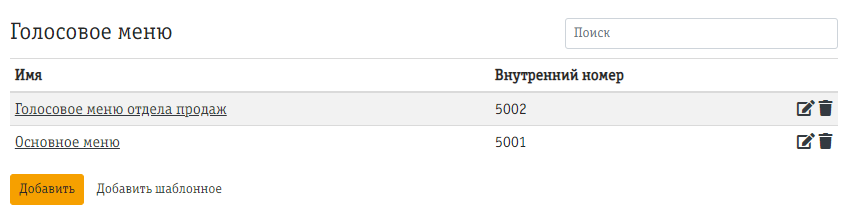 Голосовое меню
Поиск
Имя Внутренний номер
Голосовое меню отдела продаж 5002
Основное меню 5001
Добавить Добавить шаблонное